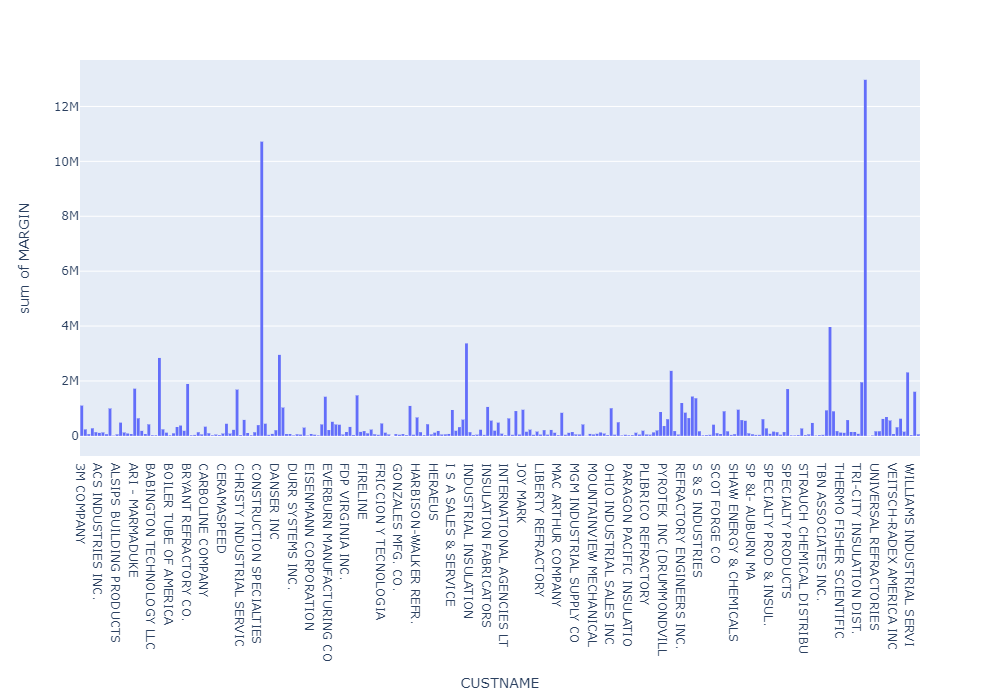 12M
10M
8M
6M
4M
2M
0
sum of MARGIN
3M COMPANY
ACS INDUSTRIES INC.
ALSIPS BUILDING PRODUCTS
ARI - MARMADUKE
BABINGTON TECHNOLOGY LLC
BOILER TUBE OF AMERICA
BRYANT REFRACTORY CO.
CARBOLINE COMPANY
CERAMASPEED
CHRISTY INDUSTRIAL SERVIC
CONSTRUCTION SPECIALTIES
DANSER INC
DURR SYSTEMS INC.
EISENMANN CORPORATION
EVERBURN MANUFACTURING CO
FDP VIRGINIA INC.
FIRELINE
FRICCION Y TECNOLOGIA
GONZALES MFG. CO.
HARBISON-WALKER REFR.
HERAEUS
I S A SALES & SERVICE
INDUSTRIAL INSULATION
INSULATION FABRICATORS
INTERNATIONAL AGENCIES LT
JOY MARK
LIBERTY REFRACTORY
MAC ARTHUR COMPANY
MGM INDUSTRIAL SUPPLY CO
MOUNTAINVIEW MECHANICAL
OHIO INDUSTRIAL SALES INC
PARAGON PACIFIC INSULATIO
PLIBRICO REFRACTORY
PYROTEK INC (DRUMMONDVILL
REFRACTORY ENGINEERS INC.
S & S INDUSTRIES
SCOT FORGE CO
SHAW ENERGY & CHEMICALS
SP &I- AUBURN MA
SPECIALTY PROD & INSUL.
SPECIALTY PRODUCTS
STRAUCH CHEMICAL DISTRIBU
TBN ASSOCIATES INC.
THERMO FISHER SCIENTIFIC
TRI-CITY INSULATION DIST.
UNIVERSAL REFRACTORIES
VEITSCH-RADEX AMERICA INC
WILLIAMS INDUSTRIAL SERVI
CUSTNAME